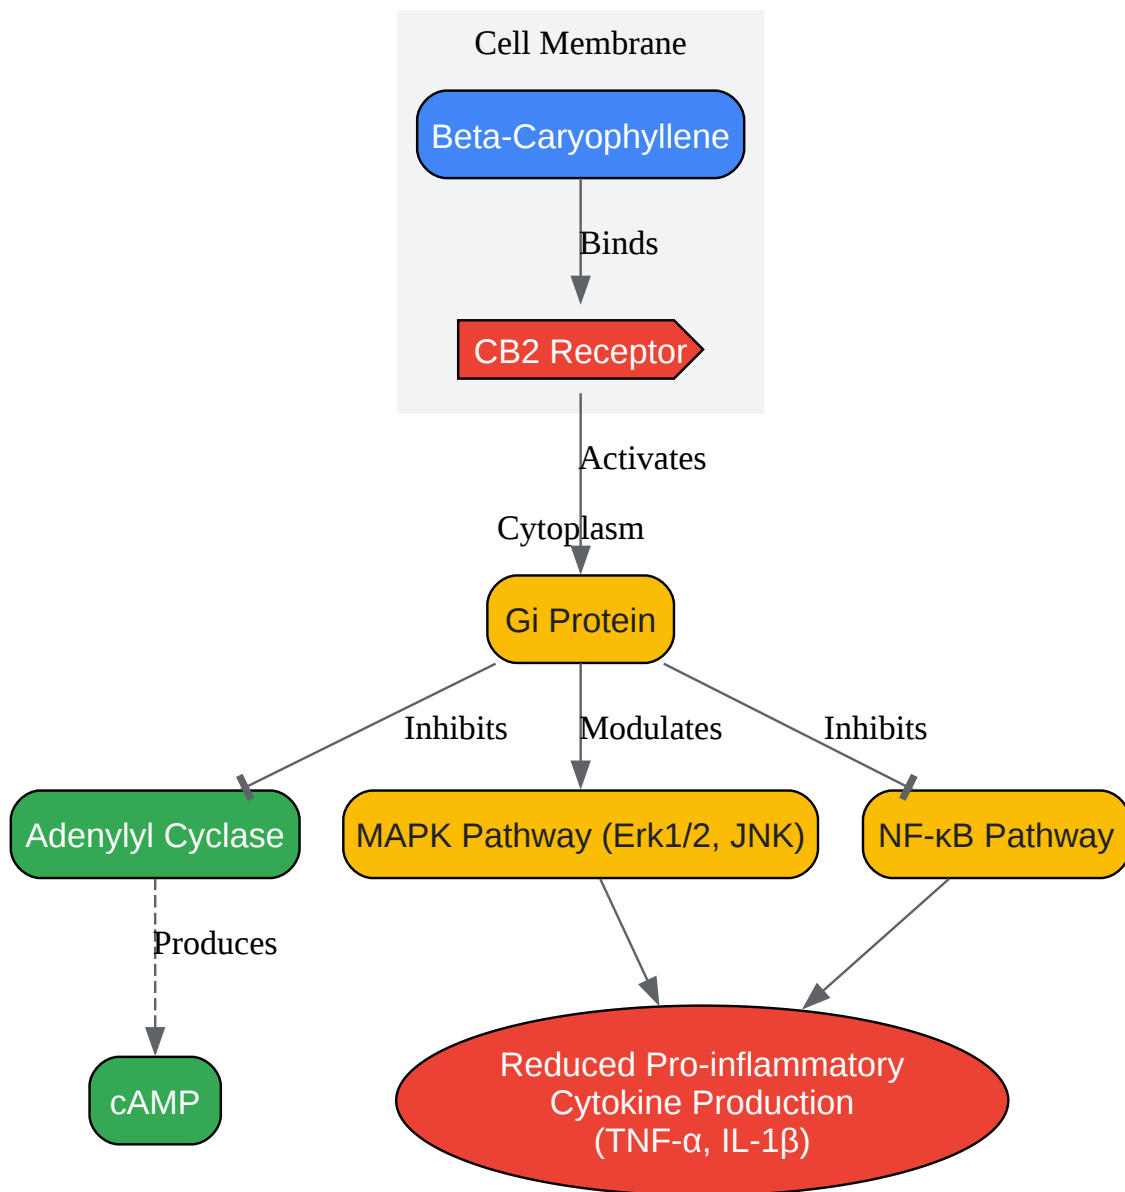 Cell Membrane
Beta-Caryophyllene
Binds
CB2 Receptor
Activates
Cytoplasm
Gi Protein
Inhibits
Modulates
Inhibits
Adenylyl Cyclase
MAPK Pathway (Erk1/2, JNK)
NF-κB Pathway
Produces
cAMP
Reduced Pro-inflammatory
Cytokine Production
(TNF-α, IL-1β)